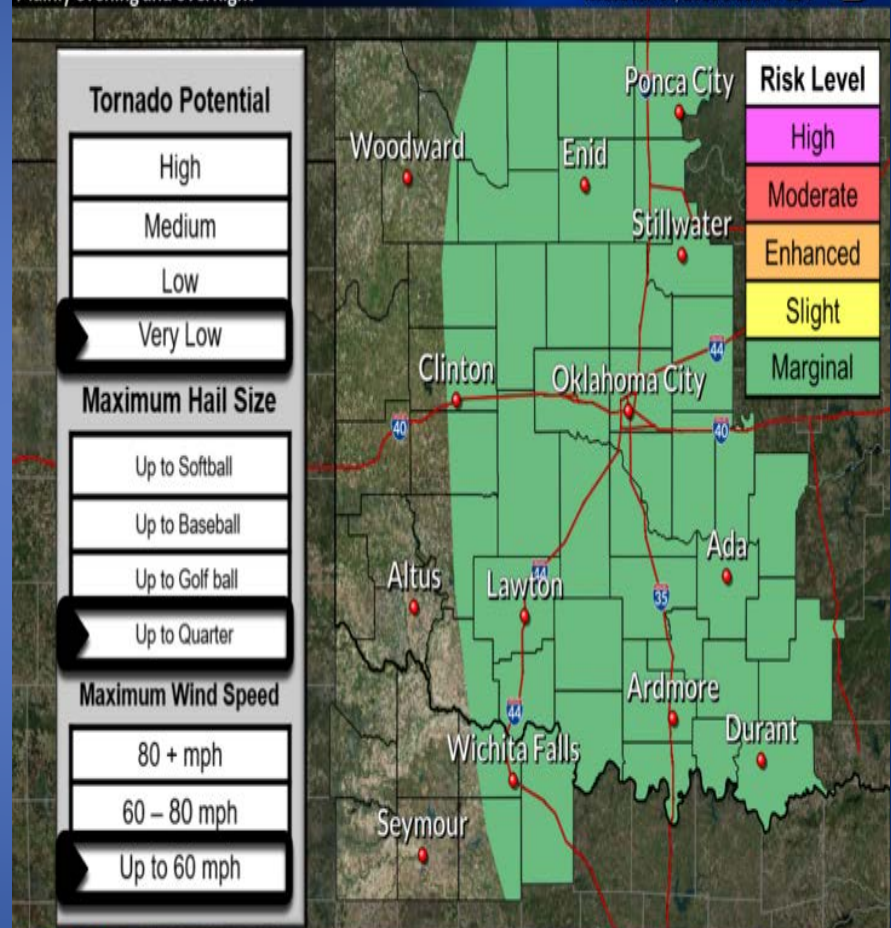 Tornado Potential
High
Medium
Low
Very Low
Maximum Hail Size
Up to Softball
Up to Baseball
Up to Golf ball
Up to Quarter
Maximum Wind Speed
80 + mph
60 – 80 mph
Up to 60 mph
Ponca City
Woodward
Enid
Stillwater
44
Clinton
Oklahoma City
40
40
Ada
Altus
44
Lawton
35
Ardmore
44
Durant
Wichita Falls
Seymour
Risk Level
High
Moderate
Enhanced
Slight
Marginal